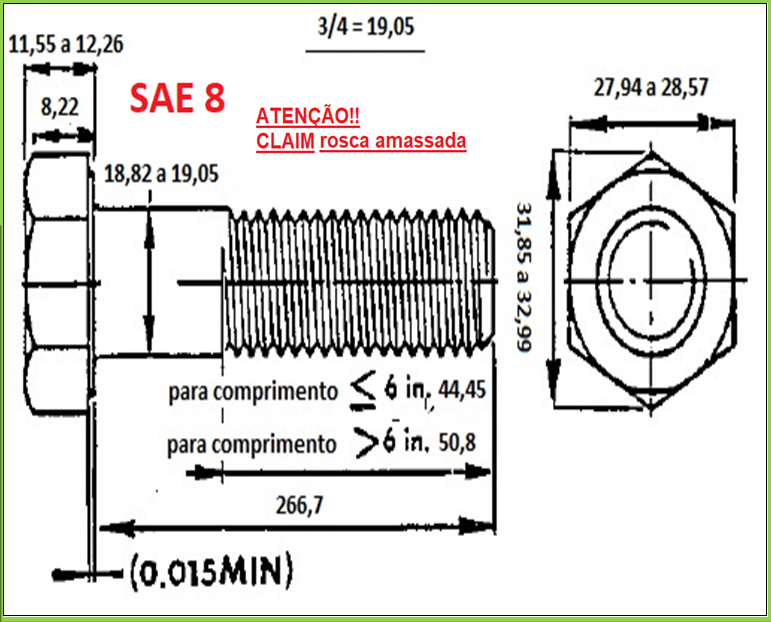 3/4 = 19,05
11,55 a 12,26
8,22
SAE 8
ATENÇÃO!!
CLAIM rosca amassada
27,94 a 28,57
18,82 a 19,05
31,85 a 32,99
para comprimento ≤ 6 in, 44,45
para comprimento >6 in. 50,8
266,7
(0.015MIN)